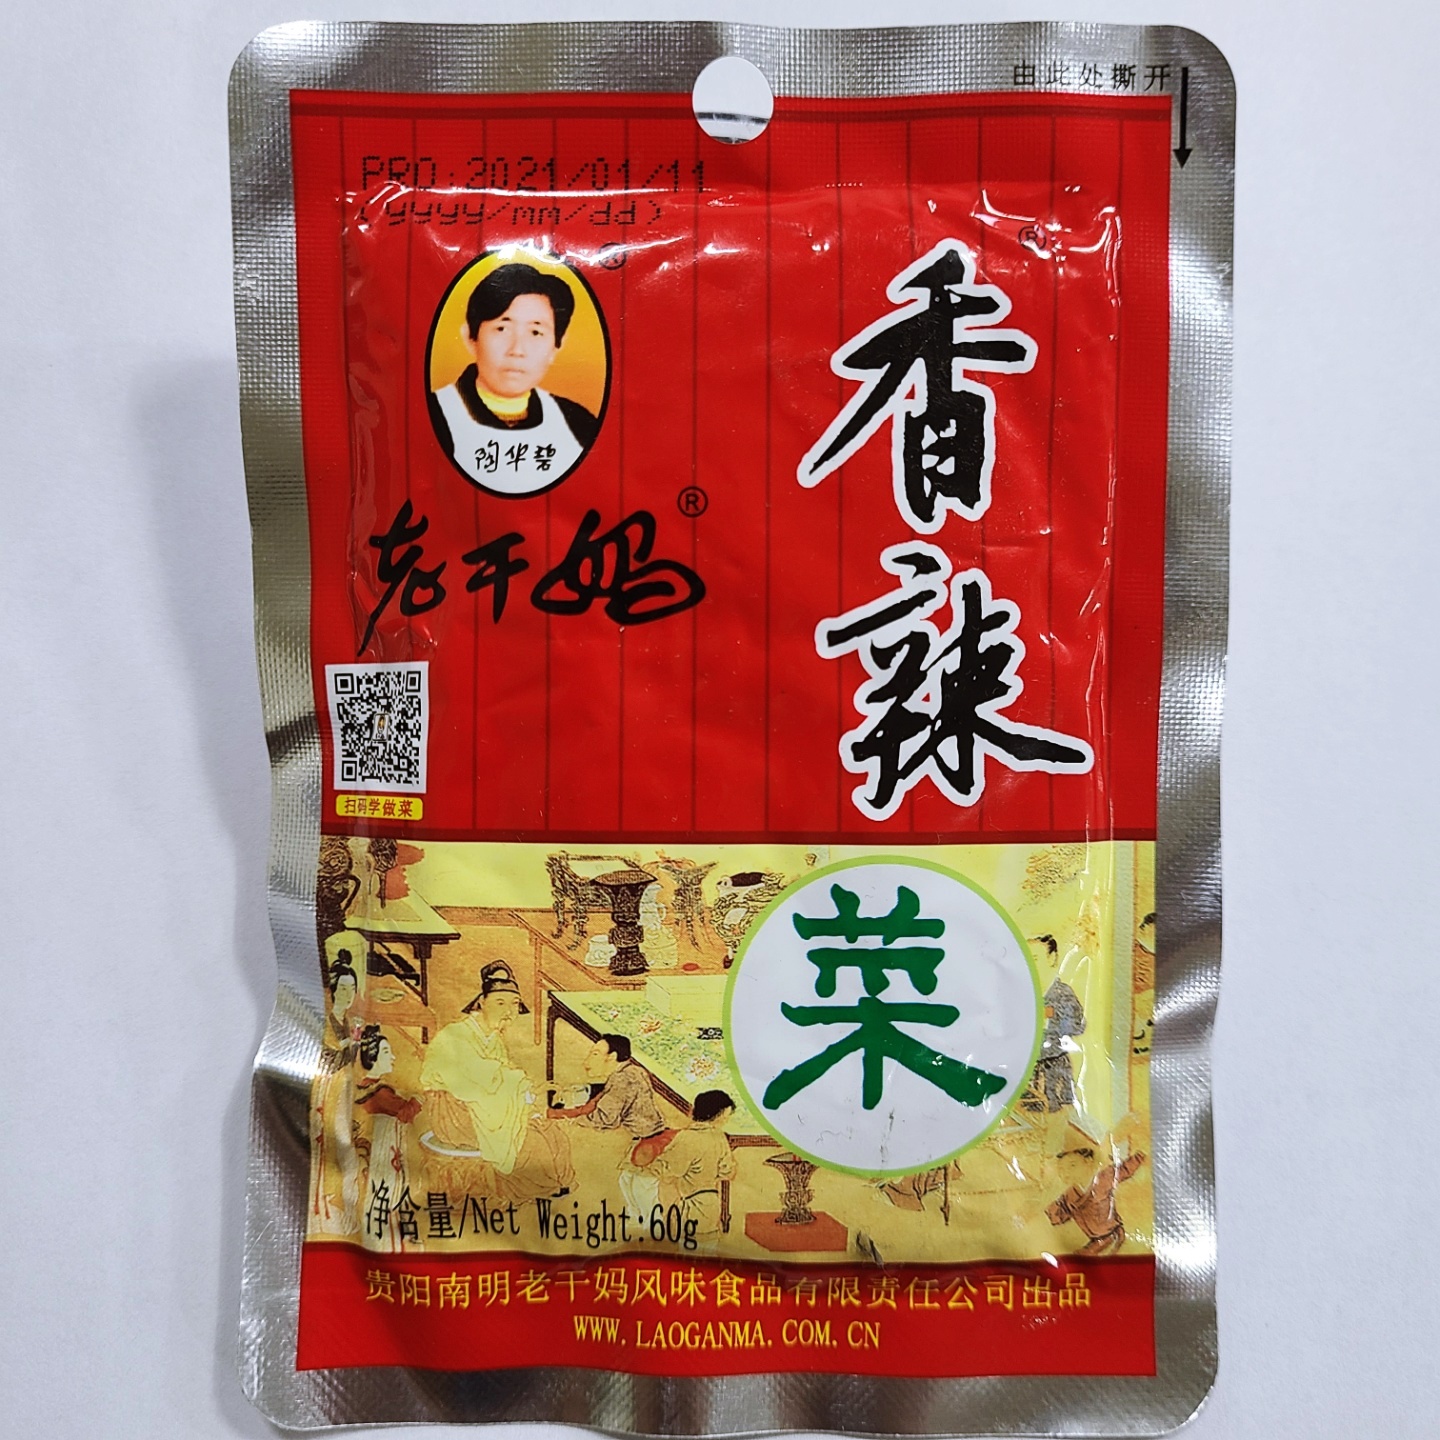 由此处撕开
PRO:2021/01/11
(yyyy/mm/dd)
®
®
陶华碧
老干妈®
香辣
扫码学做菜
菜
净含量/Net Weight:60g
贵阳南明老干妈风味食品有限责任公司出品
WWW.LAOGANMA.COM.CN